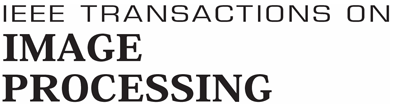 IEEE TRANSACTIONS ON
IMAGE
PROCESSING